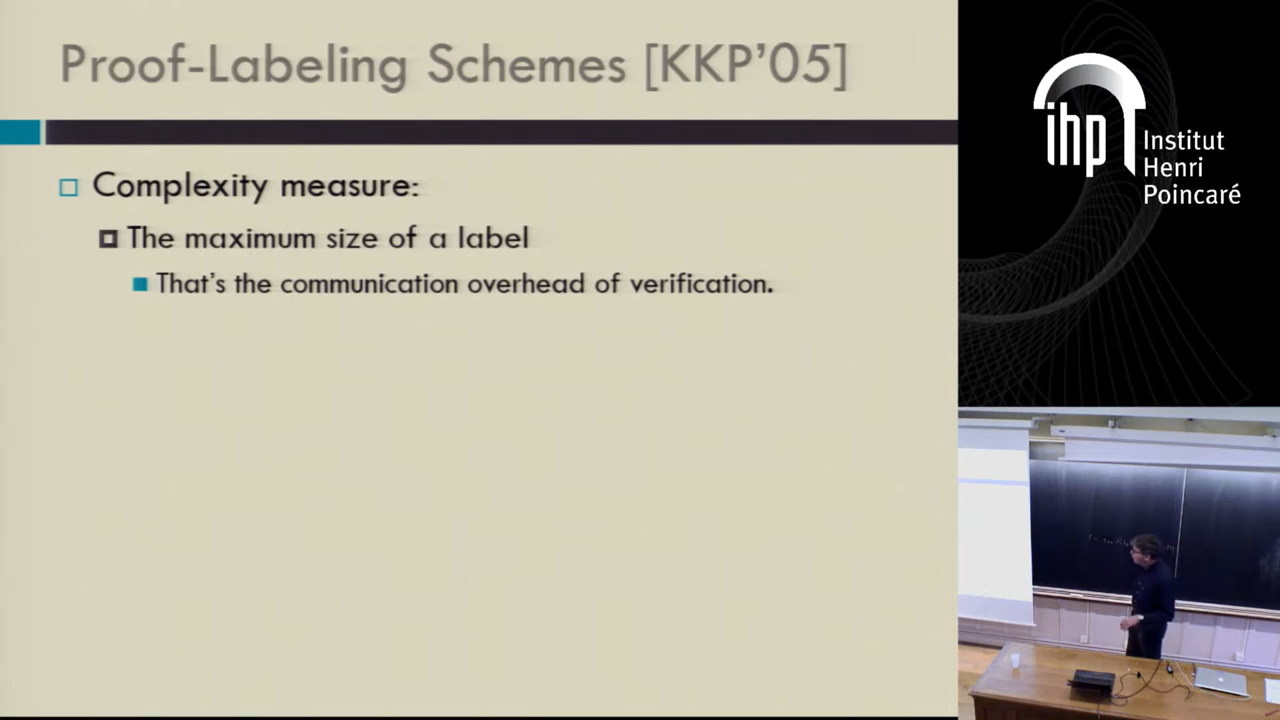 Proof-Labeling Schemes [KKP'05]
Complexity measure:
The maximum size of a label
That's the communication overhead of verification.
ihp
Institut
Henri
Poincaré